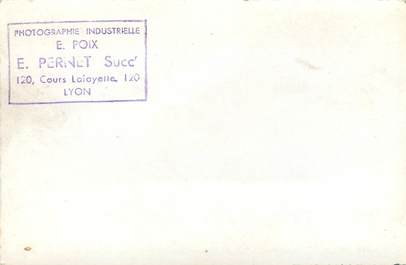 PHOTOGRAPHIE INDUSTRIELLE
E. POIX
E. PERNET Succr
120, Cours Lafayette, 120
LYON